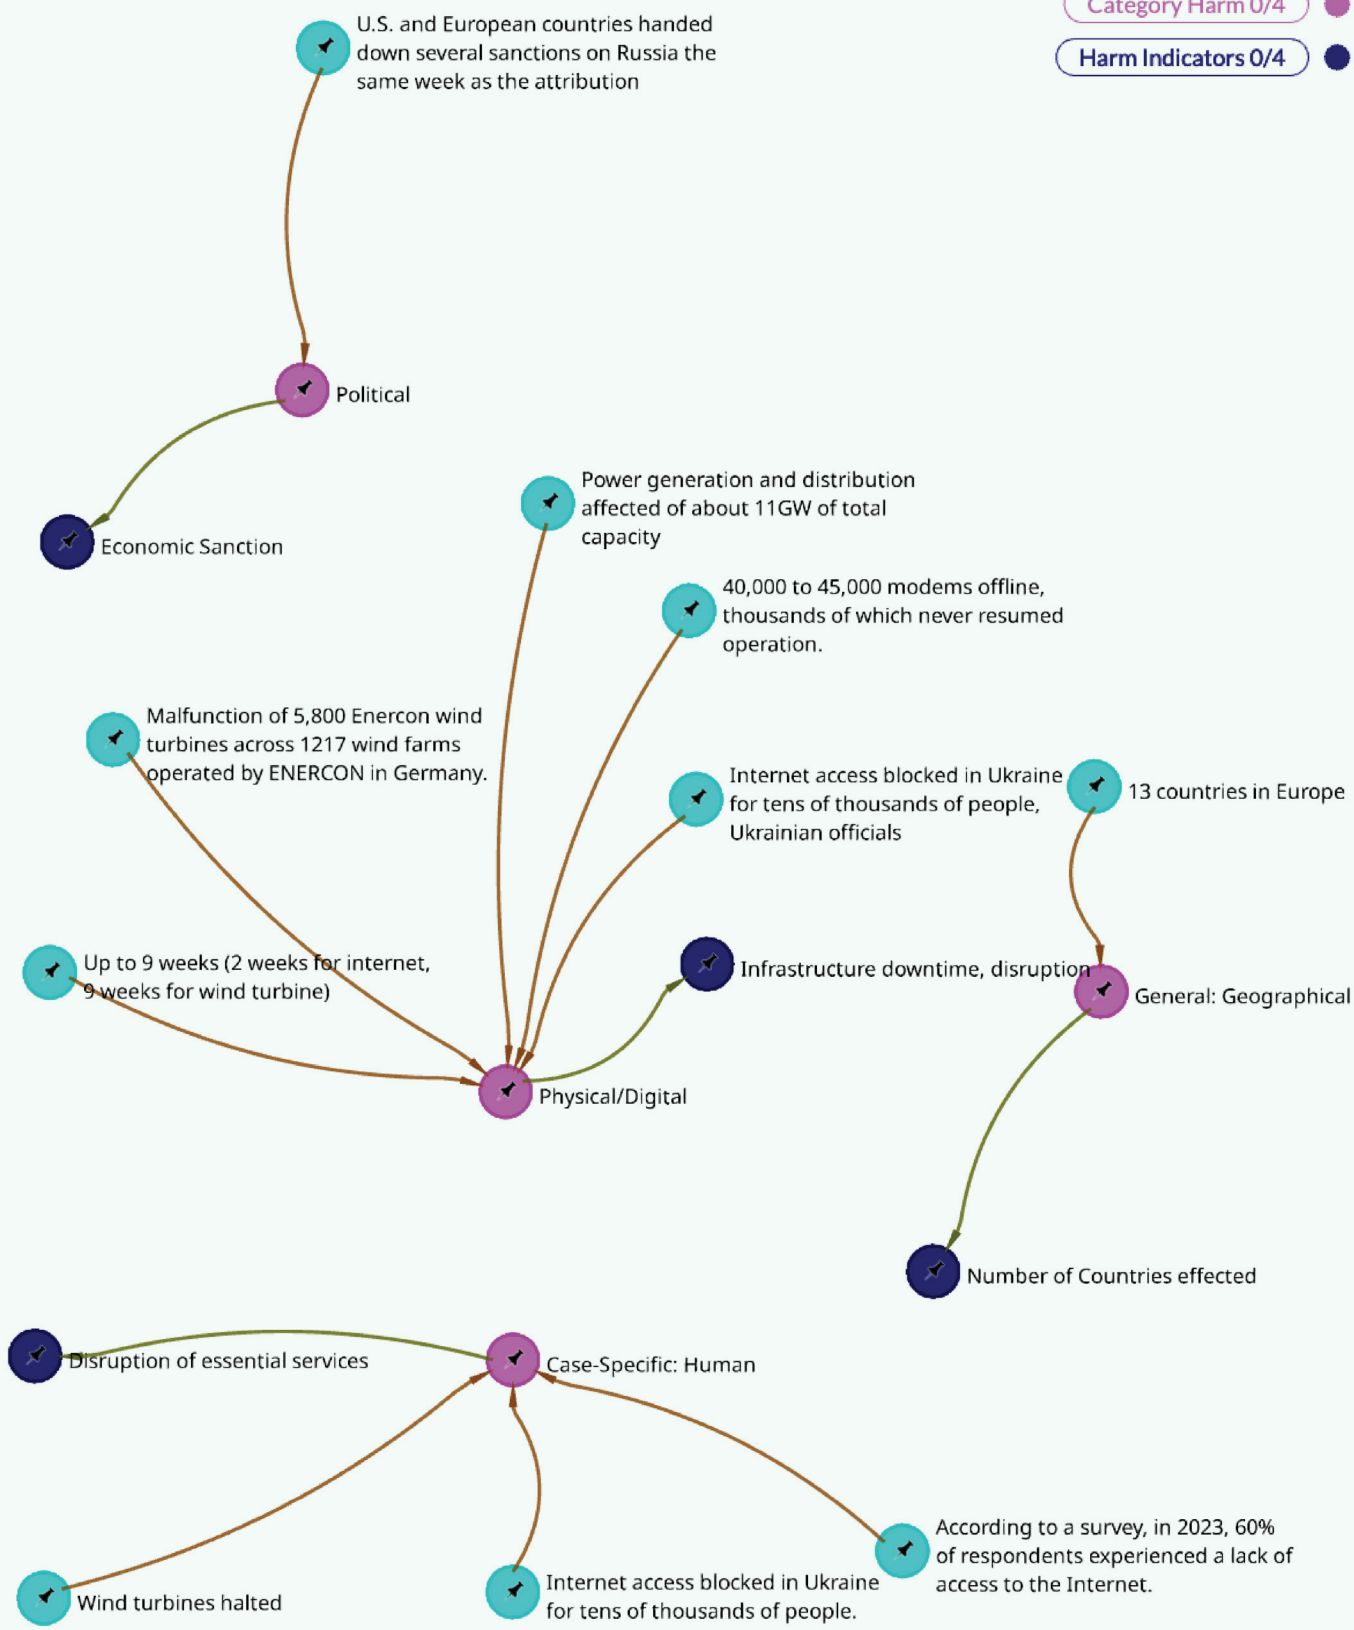 Category Harm 0/4
Harm Indicators 0/4
U.S. and European countries handed
down several sanctions on Russia the
same week as the attribution
Political
Economic Sanction
Power generation and distribution
affected of about 11GW of total
capacity
40,000 to 45,000 modems offline,
thousands of which never resumed
operation.
Malfunction of 5,800 Enercon wind
turbines across 1217 wind farms
operated by ENERCON in Germany.
Internet access blocked in Ukraine
for tens of thousands of people,
Ukrainian officials
13 countries in Europe
Up to 9 weeks (2 weeks for internet,
9 weeks for wind turbine)
Infrastructure downtime, disruption
General: Geographical
Physical/Digital
Number of Countries effected
Disruption of essential services
Case-Specific: Human
According to a survey, in 2023, 60%
of respondents experienced a lack of
access to the Internet.
Wind turbines halted
Internet access blocked in Ukraine
for tens of thousands of people.